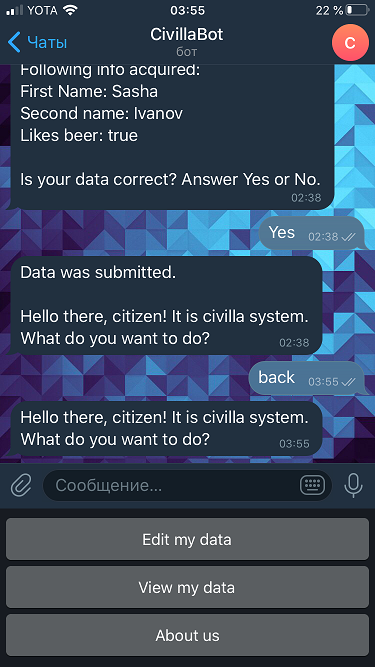 YOTA 03:55 22 %
Чаты CivillaBot C
бот
Following info acquired:
First Name: Sasha
Second name: Ivanov
Likes beer: true
Is your data correct? Answer Yes or No.
02:38
Yes 02:38
Data was submitted.
Hello there, citizen! It is civilla system.
What do you want to do? 02:38
back 03:55
Hello there, citizen! It is civilla system.
What do you want to do? 03:55
Сообщение...
Edit my data
View my data
About us